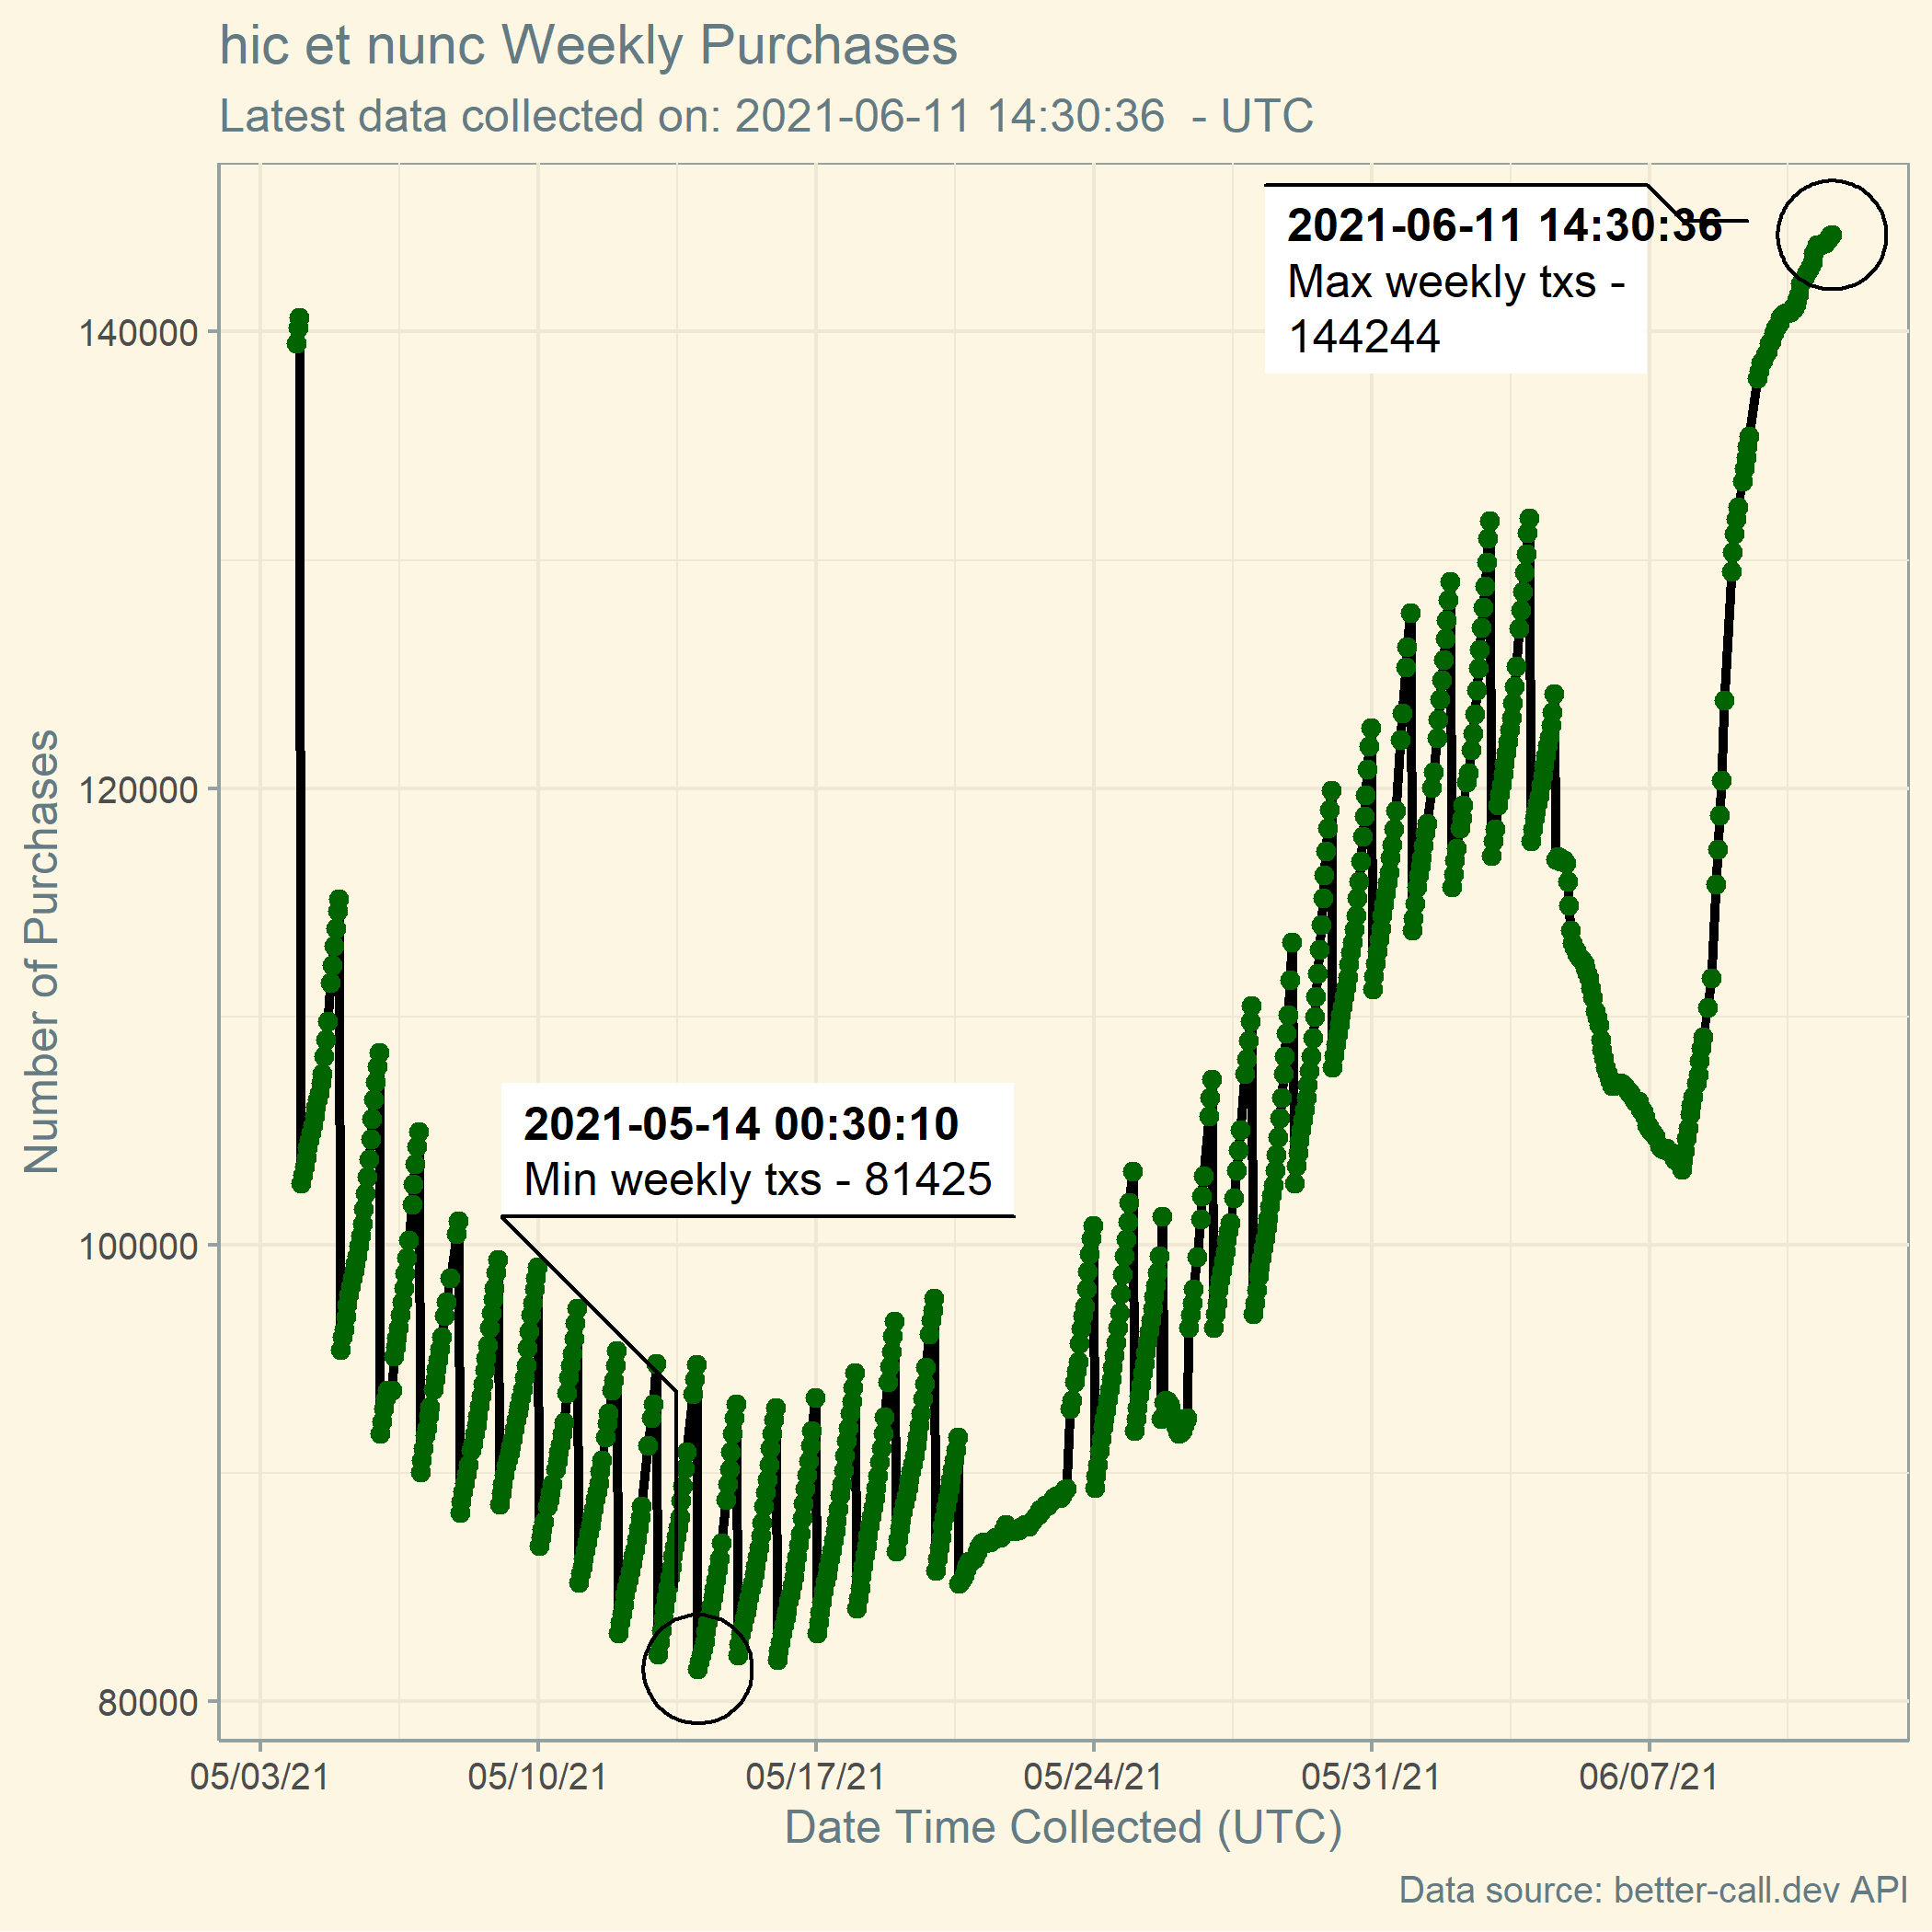 hic et nunc Weekly Purchases
Latest data collected on: 2021-06-11 14:30:36  - UTC
2021-06-11 14:30:36
Max weekly txs -
144244
140000
120000
100000
80000
Number of Purchases
2021-05-14 00:30:10
Min weekly txs - 81425
05/03/21 05/10/21 05/17/21 05/24/21 05/31/21 06/07/21
Date Time Collected (UTC)
Data source: better-call.dev API